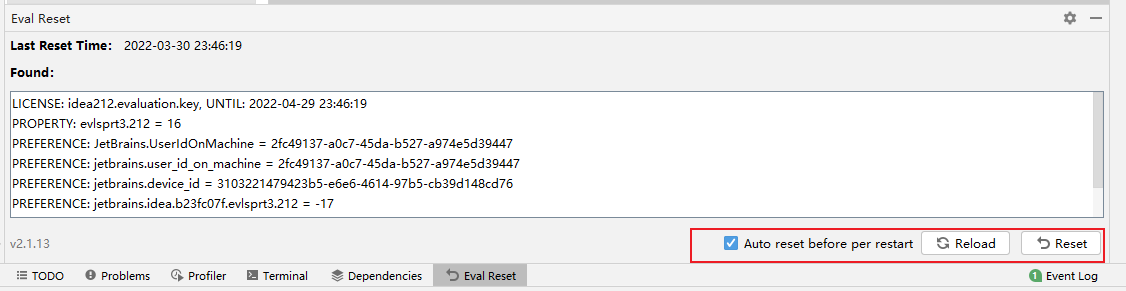 Eval Reset
Last Reset Time: 2022-03-30 23:46:19
Found:
LICENSE: idea212.evaluation.key, UNTIL: 2022-04-29 23:46:19
PROPERTY: evlsprt3.212 = 16
PREFERENCE: JetBrains.UserIdOnMachine = 2fc49137-a0c7-45da-b527-a974e5d39447
PREFERENCE: jetbrains.user_id_on_machine = 2fc49137-a0c7-45da-b527-a974e5d39447
PREFERENCE: jetbrains.device_id = 3103221479423b5-e6e6-4614-97b5-cb39d148cd76
PREFERENCE: jetbrains.idea.b23fc07f.evlsprt3.212 = -17
v2.1.13 Auto reset before per restart Reload Reset
TODO Problems Profiler Terminal Dependencies Eval Reset 1 Event Log